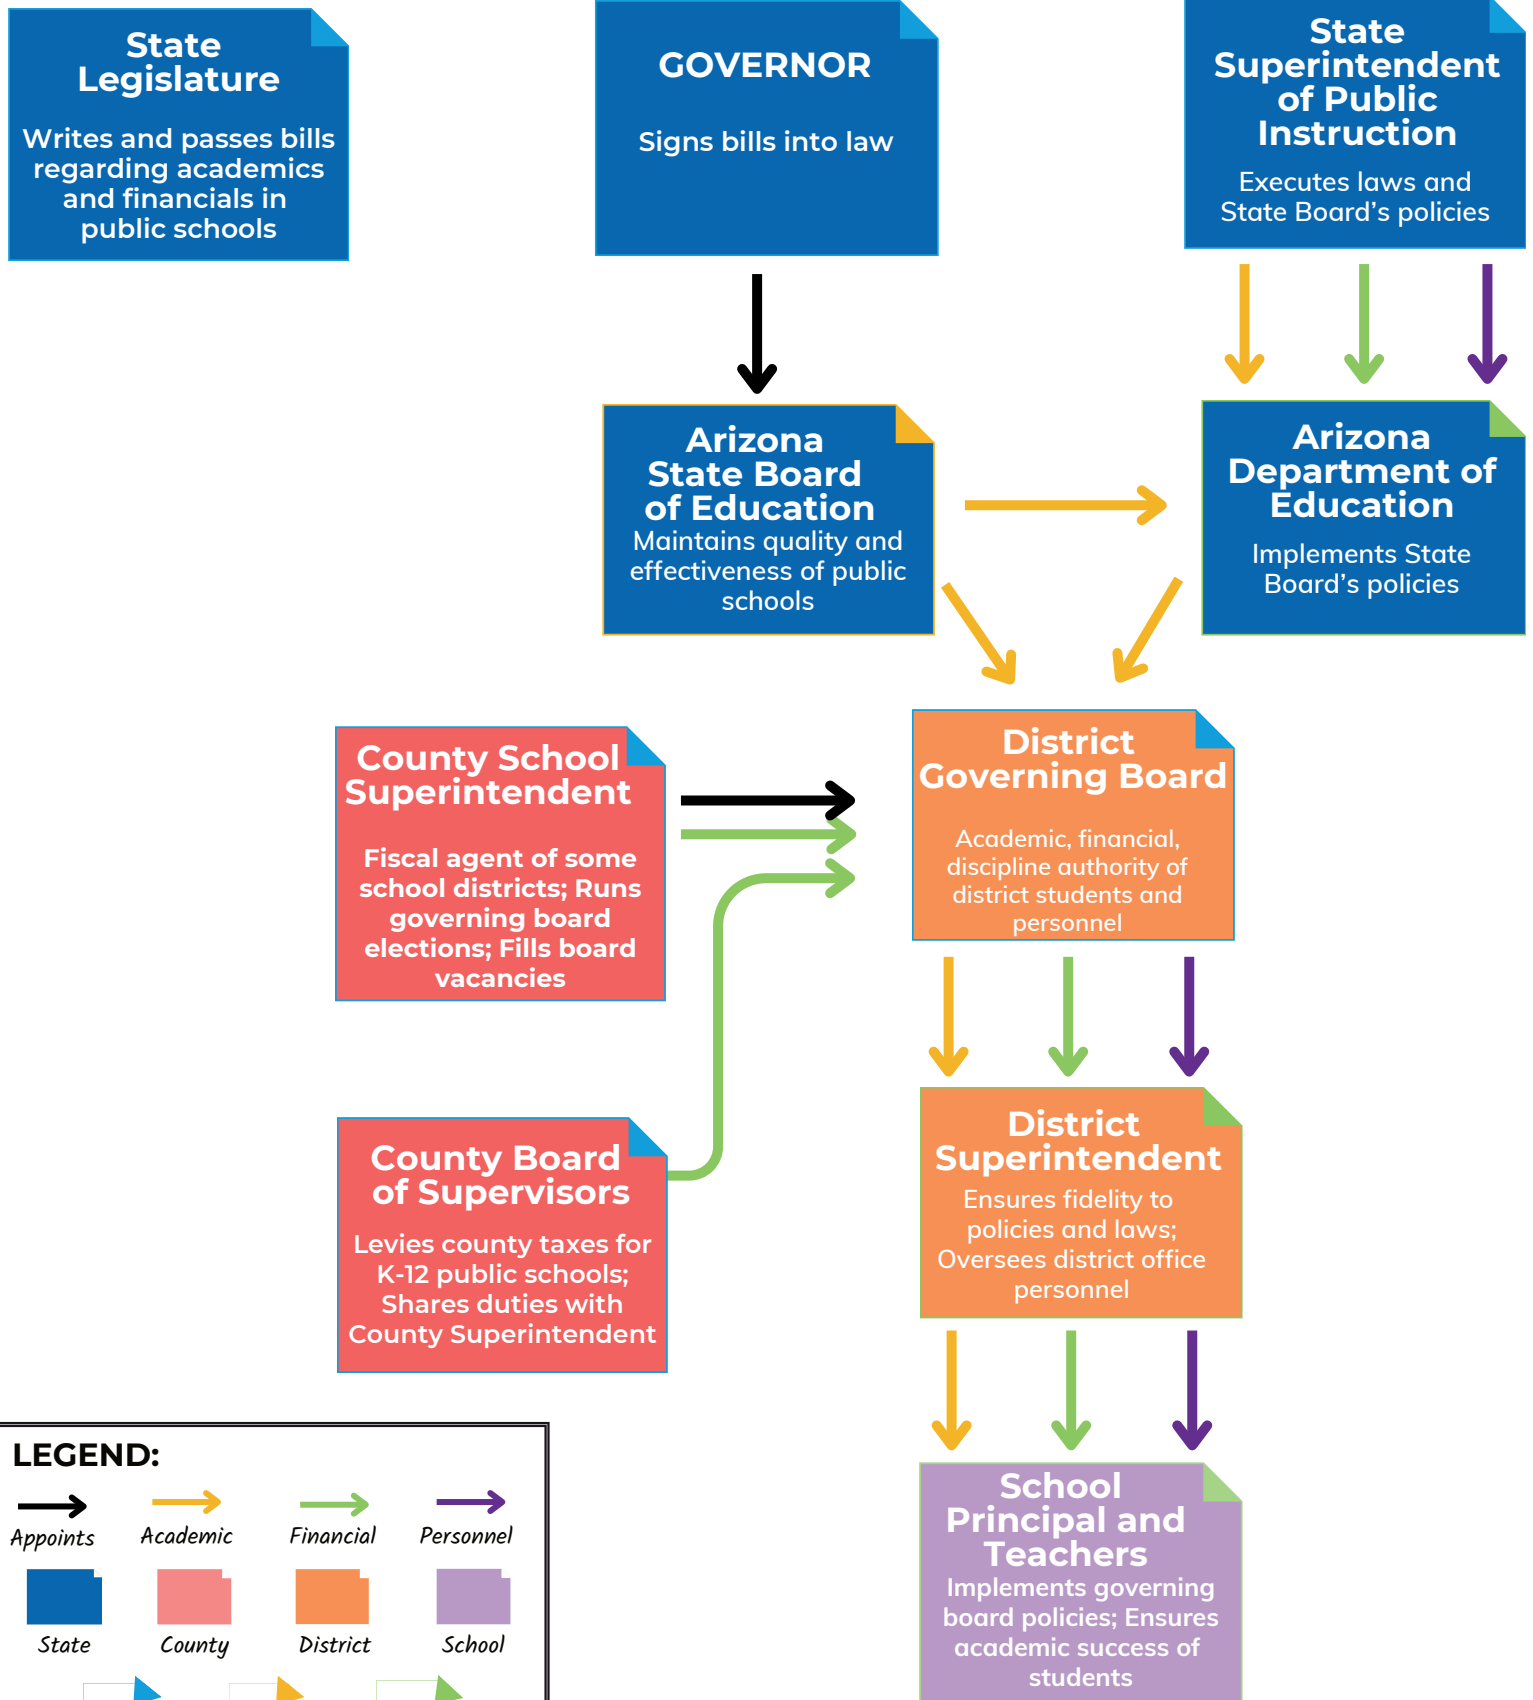 State
Legislature
Writes and passes bills
regarding academics
and financials in
public schools
GOVERNOR
Signs bills into law
State
Superintendent
of Public
Instruction
Executes laws and
State Board's policies
Arizona
State Board
of Education
Maintains quality and
effectiveness of public
schools
Arizona
Department of
Education
Implements State
Board's policies
County School
Superintendent
Fiscal agent of some
school districts; Runs
governing board
elections; Fills board
vacancies
District
Governing Board
Academic, financial,
discipline authority of
district students and
personnel
County Board
of Supervisors
Levies county taxes for
K-12 public schools;
Shares duties with
County Superintendent
District
Superintendent
Ensures fidelity to
policies and laws;
Oversees district office
personnel
School
Principal and
Teachers
Implements governing
board policies; Ensures
academic success of
students
LEGEND:
Appoints Academic Financial Personnel
State County District School